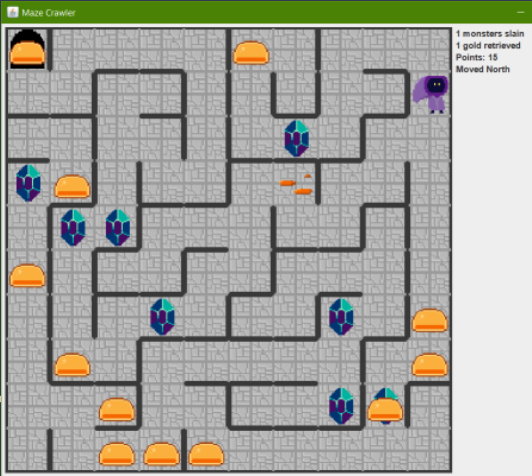 Maze Crawler
1 monsters slain
1 gold retrieved
Points: 15
Moved North